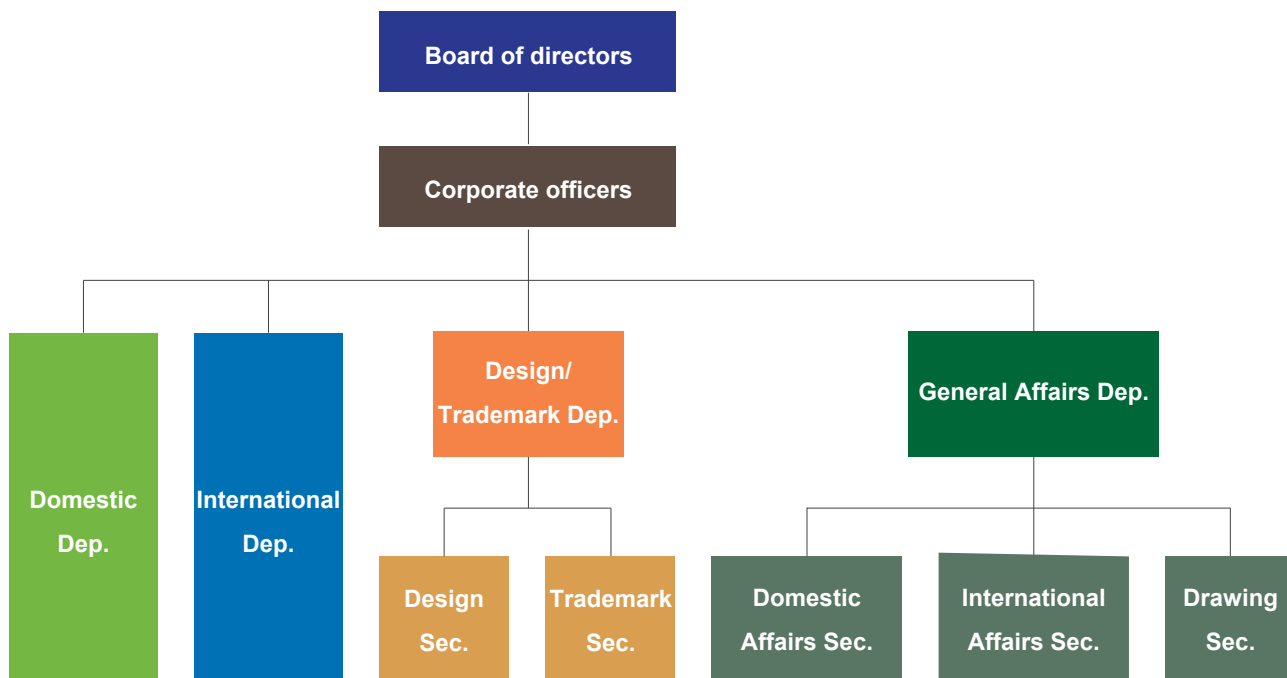 Board of directors
Corporate officers
Design/
Trademark Dep.
General Affairs Dep.
Domestic
Dep.
International
Dep.
Design
Sec.
Trademark
Sec.
Domestic
Affairs Sec.
International
Affairs Sec.
Drawing
Sec.